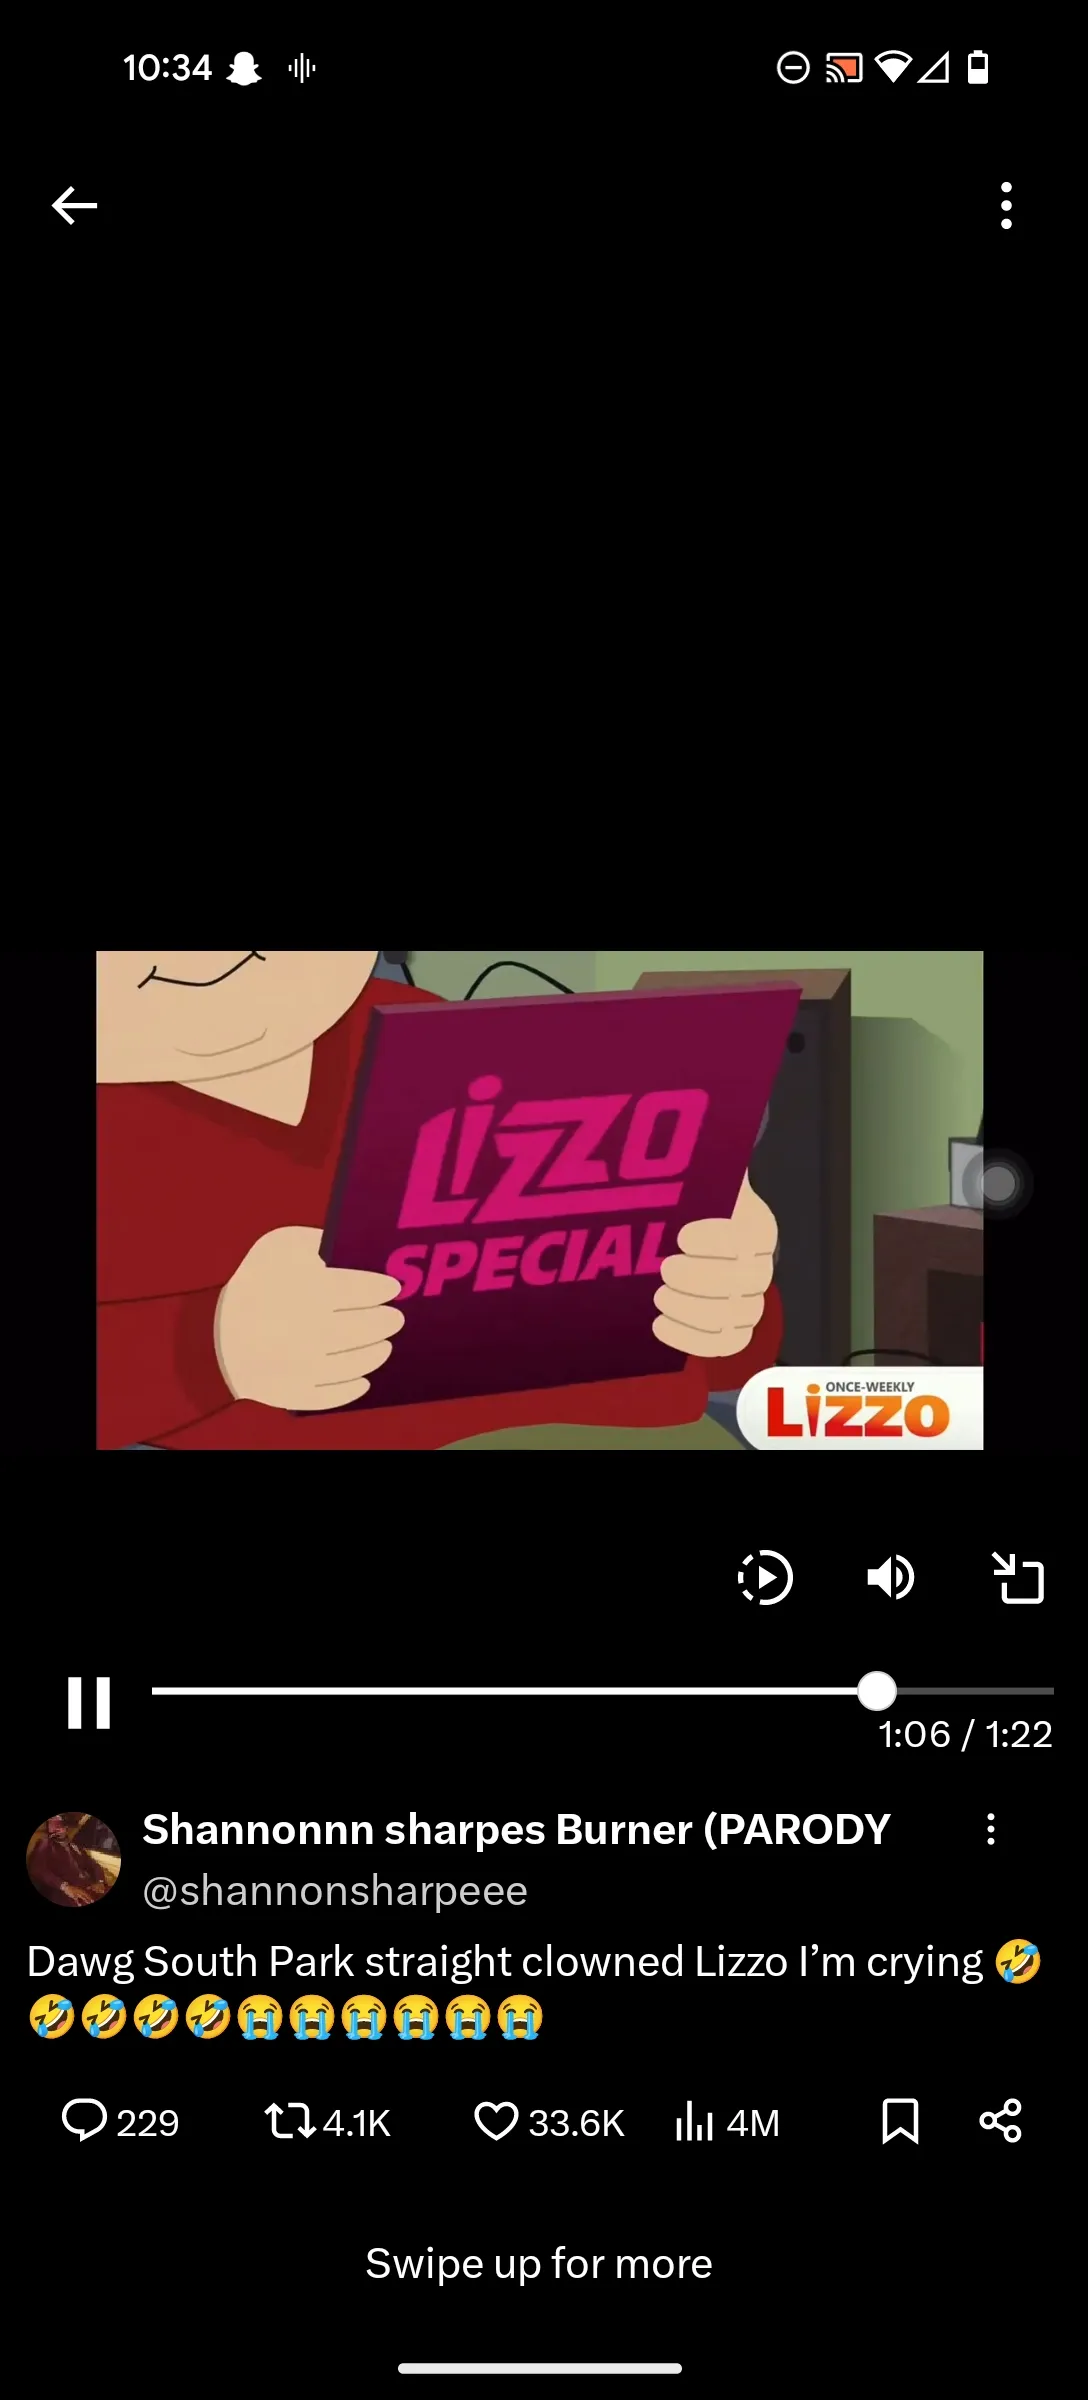 10:34
LizzO
SPECIAL
ONCE-WEEKLY
Lizzo
1:06 / 1:22
Shannonnn sharpes Burner (PARODY
@shannonsharpeee
Dawg South Park straight clowned Lizzo I’m crying 🤣
🤣🤣🤣🤣😭😭😭😭😭😭
229 4.1K 33.6K 4M
Swipe up for more